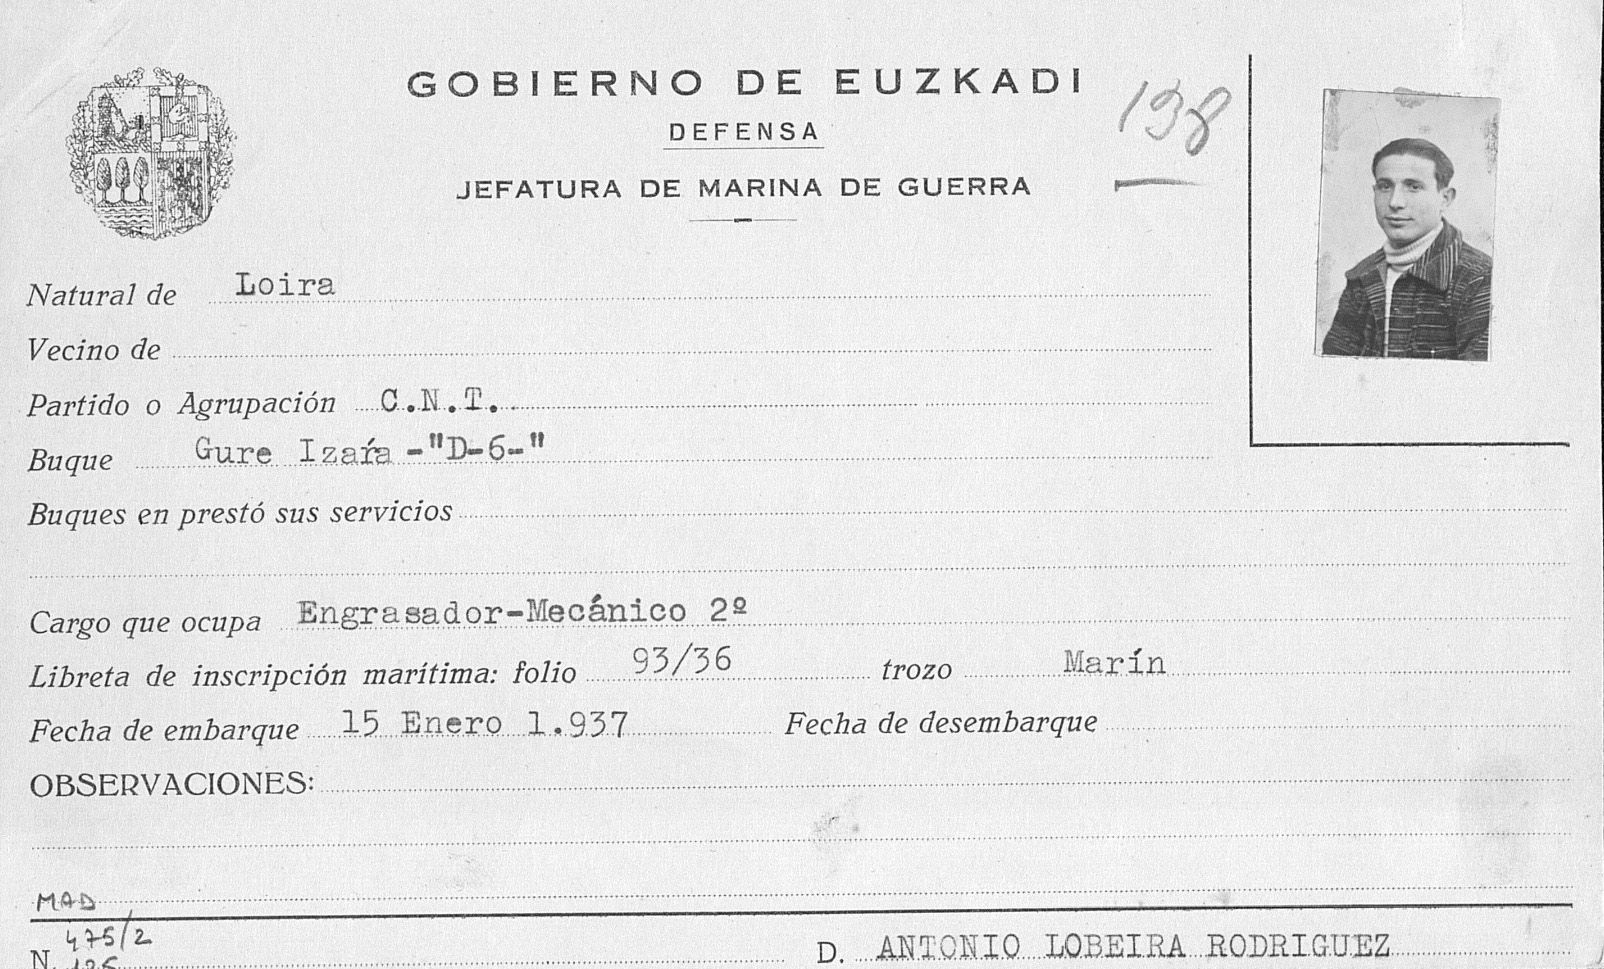 GOBIERNO DE EUZKADI
138
DEFENSA
JEFATURA DE MARINA DE GUERRA
Natural de Loira
Vecino de
Partido o Agrupación C.N.T.
Buque Gure Izaŕa -"D-6-"
Buques en prestó sus servicios
Cargo que ocupa Engrasador-Mecánico 2º
Libreta de inscripción marítima: folio 93/36 trozo Marín
Fecha de embarque 15 Enero 1.937 Fecha de desembarque
OBSERVACIONES:
MAD
475/2
N. D. ANTONIO LOBEIRA RODRIGUEZ